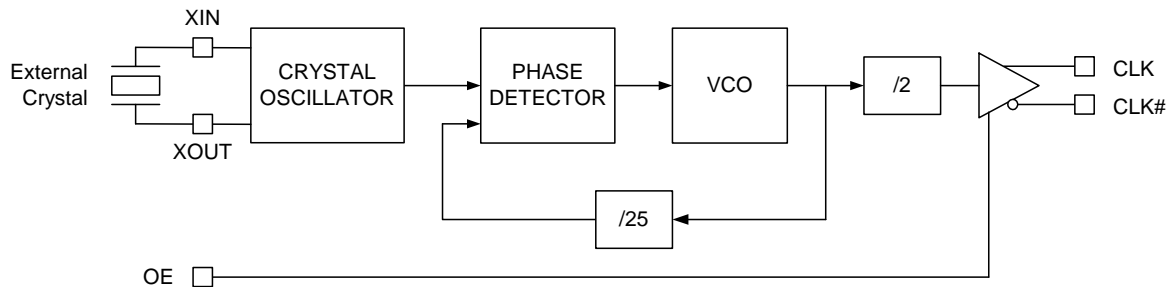 XIN
External
Crystal
XOUT
CRYSTAL
OSCILLATOR
PHASE
DETECTOR
VCO
/2
CLK
CLK#
/25
OE